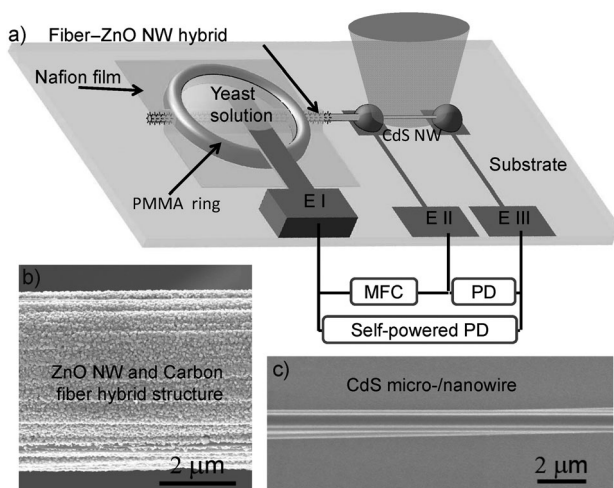 a)
Fiber–ZnO NW hybrid
Nafion film
Yeast
solution
CdS NW
Substrate
PMMA ring
E I
E II
E III
MFC
PD
Self-powered PD
b)
ZnO NW and Carbon
fiber hybrid structure
2 μm
c)
CdS micro-/nanowire
2 μm